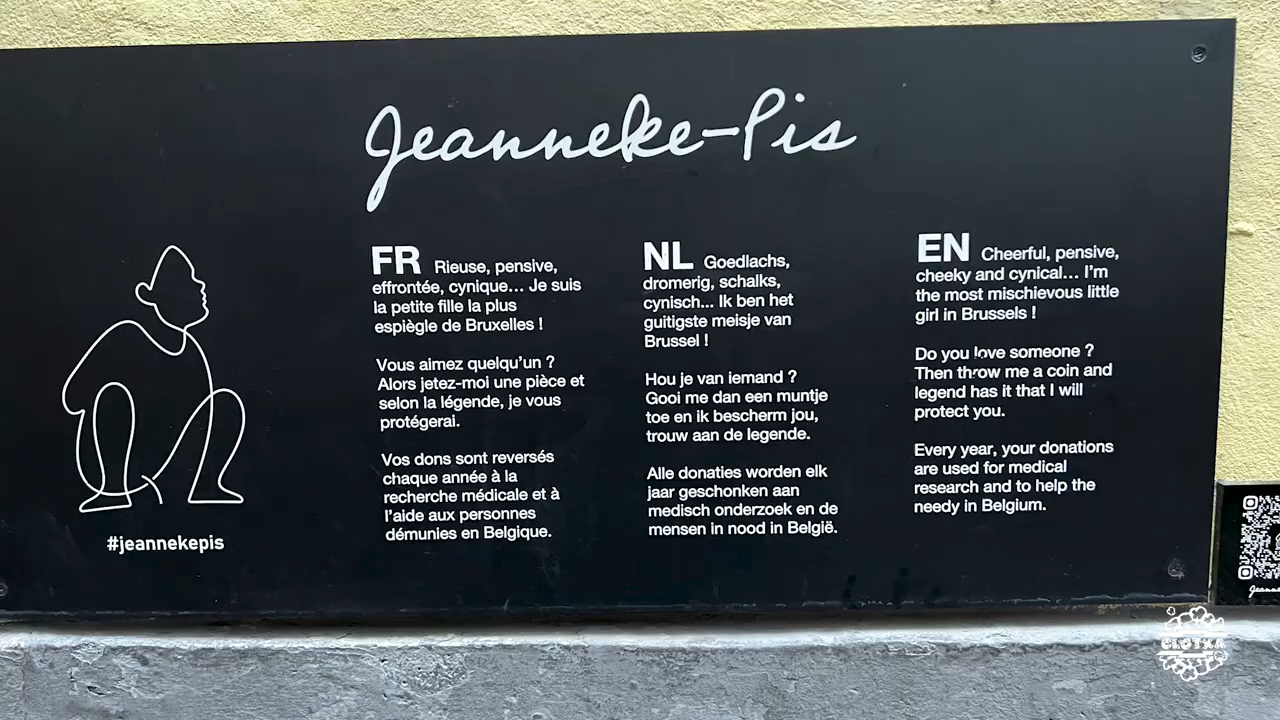 Jeanneke-Pis
FR Rieuse, pensive,
effrontée, cynique... Je suis
la petite fille la plus
espiègle de Bruxelles !
Vous aimez quelqu'un ?
Alors jetez-moi une pièce et
selon la légende, je vous
protégerai.
Vos dons sont reversés
chaque année à la
recherche médicale et à
l'aide aux personnes
démunies en Belgique.
NL Goedlachs,
dromerig, schalks,
cynisch... Ik ben het
guitigste meisje van
Brussel !
Hou je van iemand ?
Gooi me dan een muntje
toe en ik bescherm jou,
trouw aan de legende.
Alle donaties worden elk
jaar geschonken aan
medisch onderzoek en de
mensen in nood in België.
EN Cheerful, pensive,
cheeky and cynical... I'm
the most mischievous little
girl in Brussels !
Do you love someone ?
Then throw me a coin and
legend has it that I will
protect you.
Every year, your donations
are used for medical
research and to help the
needy in Belgium.
#jeannekepis